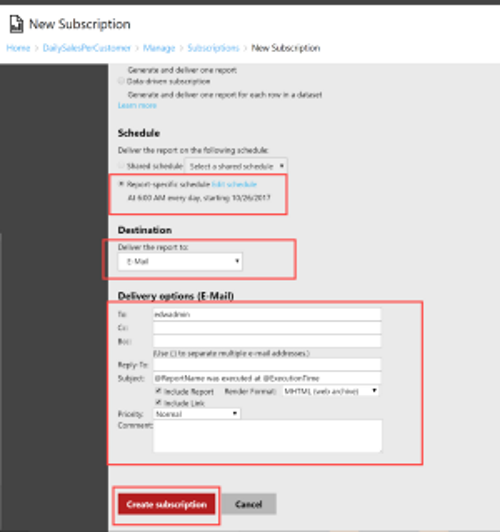 New Subscription
Home > DailySalesPerCustomer > Manage > Subscriptions > New Subscription
Generate and deliver one report
Data-driven subscription
Generate and deliver one report for each row in a dataset
Learn more
Schedule
Deliver the report on the following schedule:
Shared schedule Select a shared schedule
Report-specific schedule Edit schedule
At 6:00 AM every day, starting 10/26/2017
Destination
Deliver the report to:
E-Mail
Delivery options (E-Mail)
To: edwadmin
Cc:
Bcc:
(Use (;) to separate multiple e-mail addresses.)
Reply-To:
Subject: @ReportName was executed at @ExecutionTime
Include Report Render Format: MHTML (web archive)
Include Link
Priority: Normal
Comment:
Create subscription Cancel